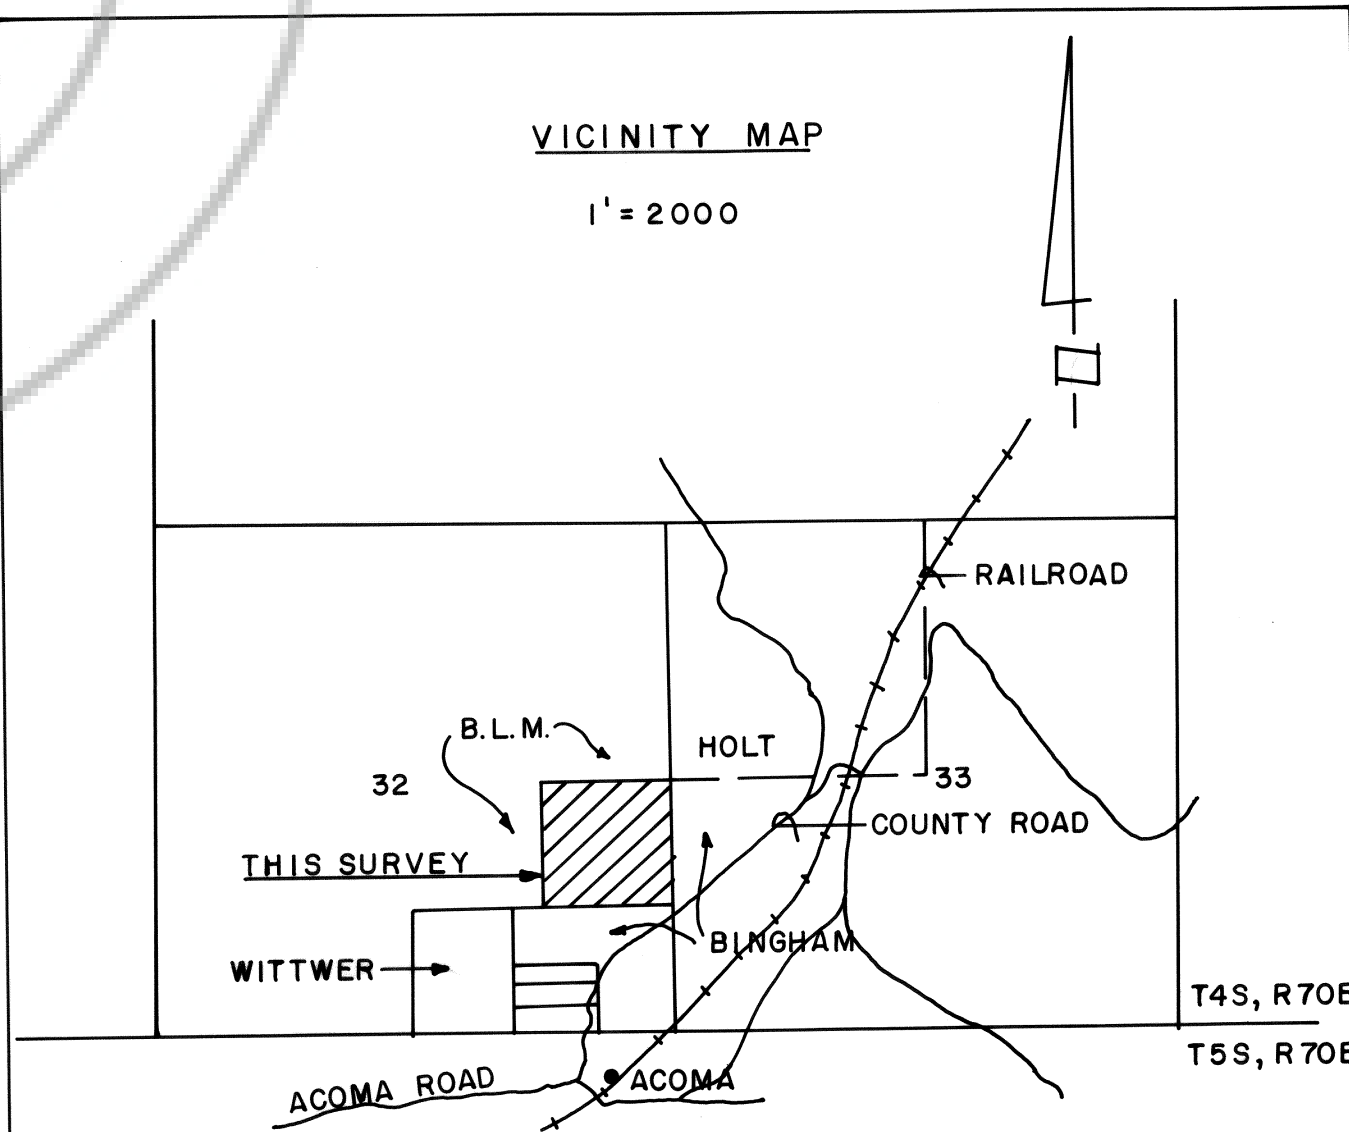 VICINITY MAP
1' = 2000
RAILROAD
B.L.M.
HOLT
32
33
COUNTY ROAD
THIS SURVEY
BINGHAM
WITTWER
T4S, R70E
T5S, R70E
ACOMA ROAD
ACOMA